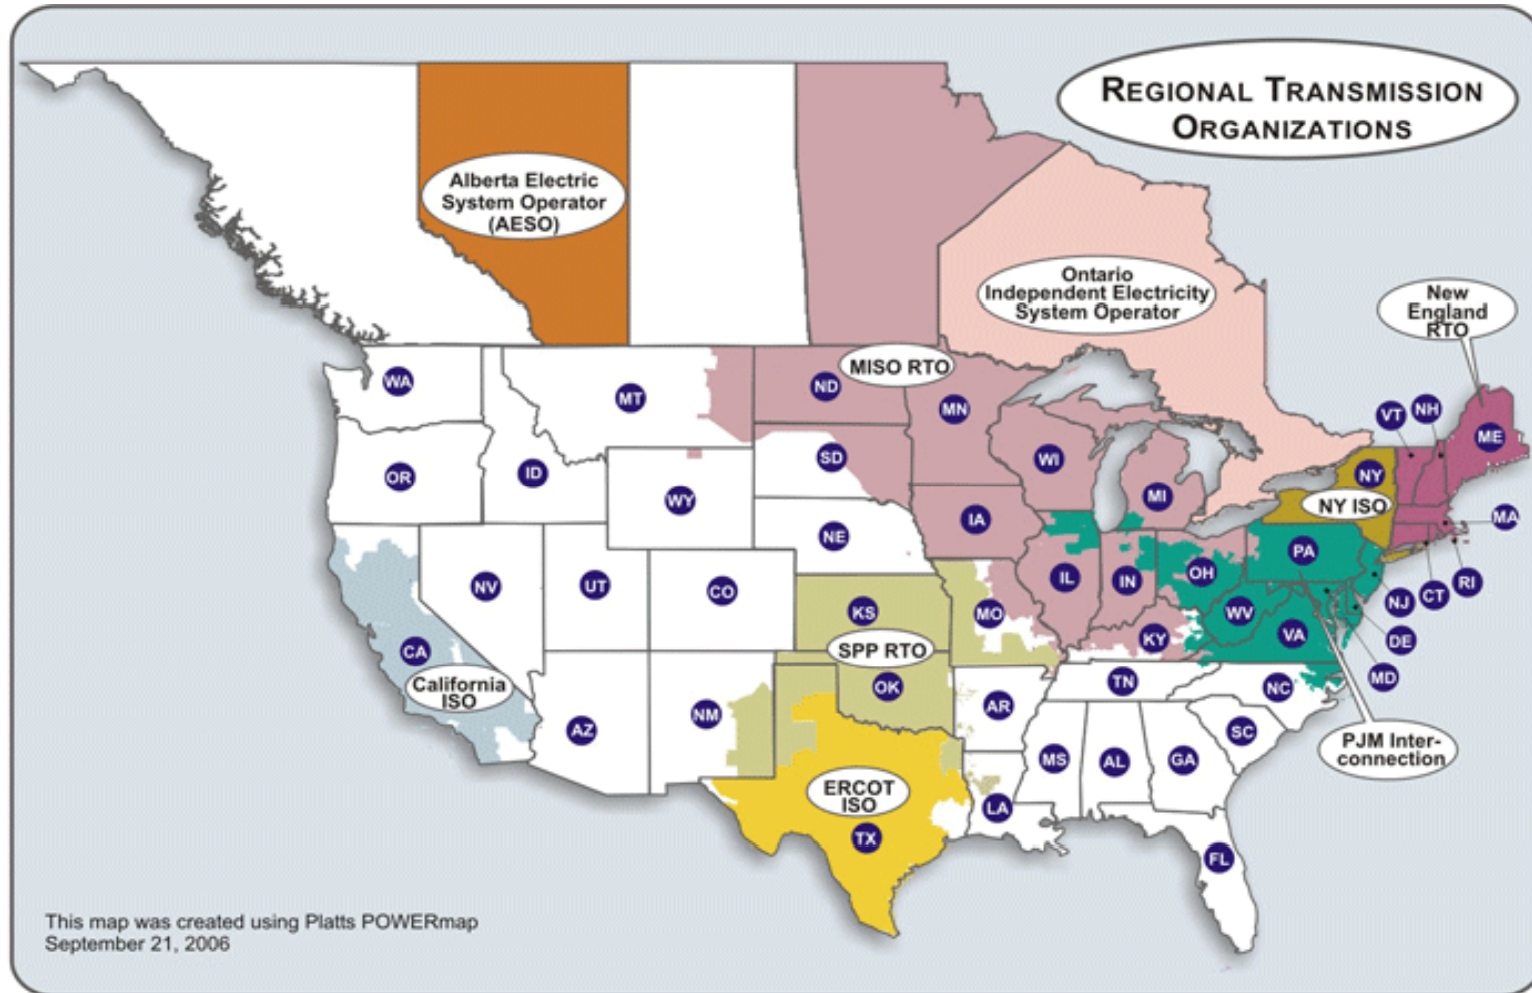 REGIONAL TRANSMISSION
ORGANIZATIONS
Alberta Electric
System Operator
(AESO)
Ontario
Independent Electricity
System Operator
New
England
RTO
MISO RTO
WA
MT
ND
MN
VT
NH
ME
OR
ID
SD
WI
MI
NY
WY
NY ISO
MA
IA
NE
PA
NV
UT
CO
KS
MO
IL
IN
OH
WV
VA
NJ
CT
RI
DE
MD
KY
CA
SPP RTO
California
ISO
OK
TN
NC
AZ
NM
AR
SC
MS
AL
GA
PJM Inter-
connection
ERCOT
ISO
LA
TX
FL
This map was created using Platts POWERmap
September 21, 2006